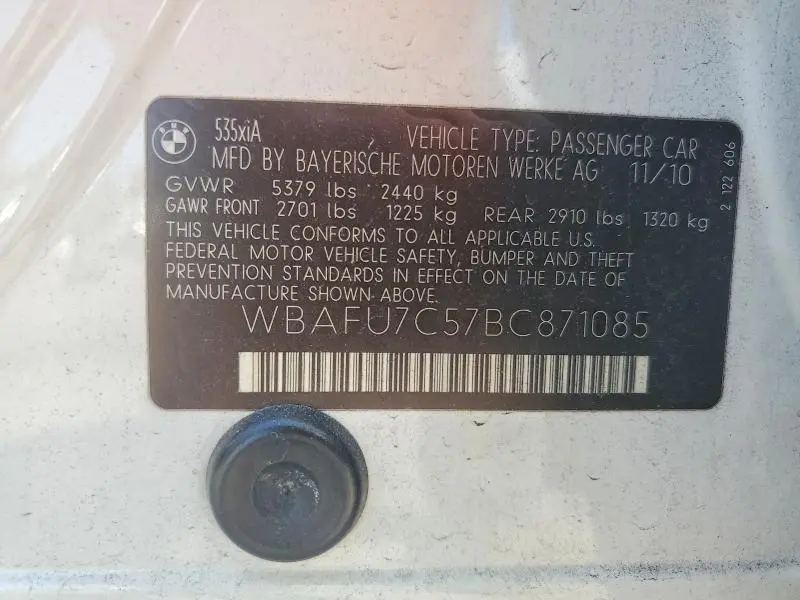 BMW
535xiA
VEHICLE TYPE: PASSENGER CAR
MFD BY BAYERISCHE MOTOREN WERKE AG 11/10
GVWR 5379 lbs 2440 kg
GAWR FRONT 2701 lbs 1225 kg REAR 2910 lbs 1320 kg
THIS VEHICLE CONFORMS TO ALL APPLICABLE U.S.
FEDERAL MOTOR VEHICLE SAFETY, BUMPER AND THEFT
PREVENTION STANDARDS IN EFFECT ON THE DATE OF
MANUFACTURE SHOWN ABOVE.
WBAFU7C57BC871085
2 122 606